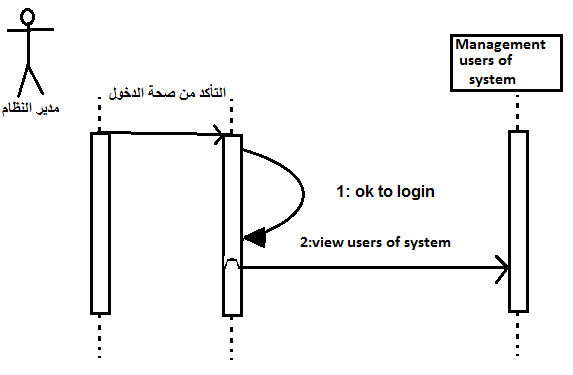 Management
users of
system
التأكد من صحة الدخول
مدير النظام
1: ok to login
2:view users of system